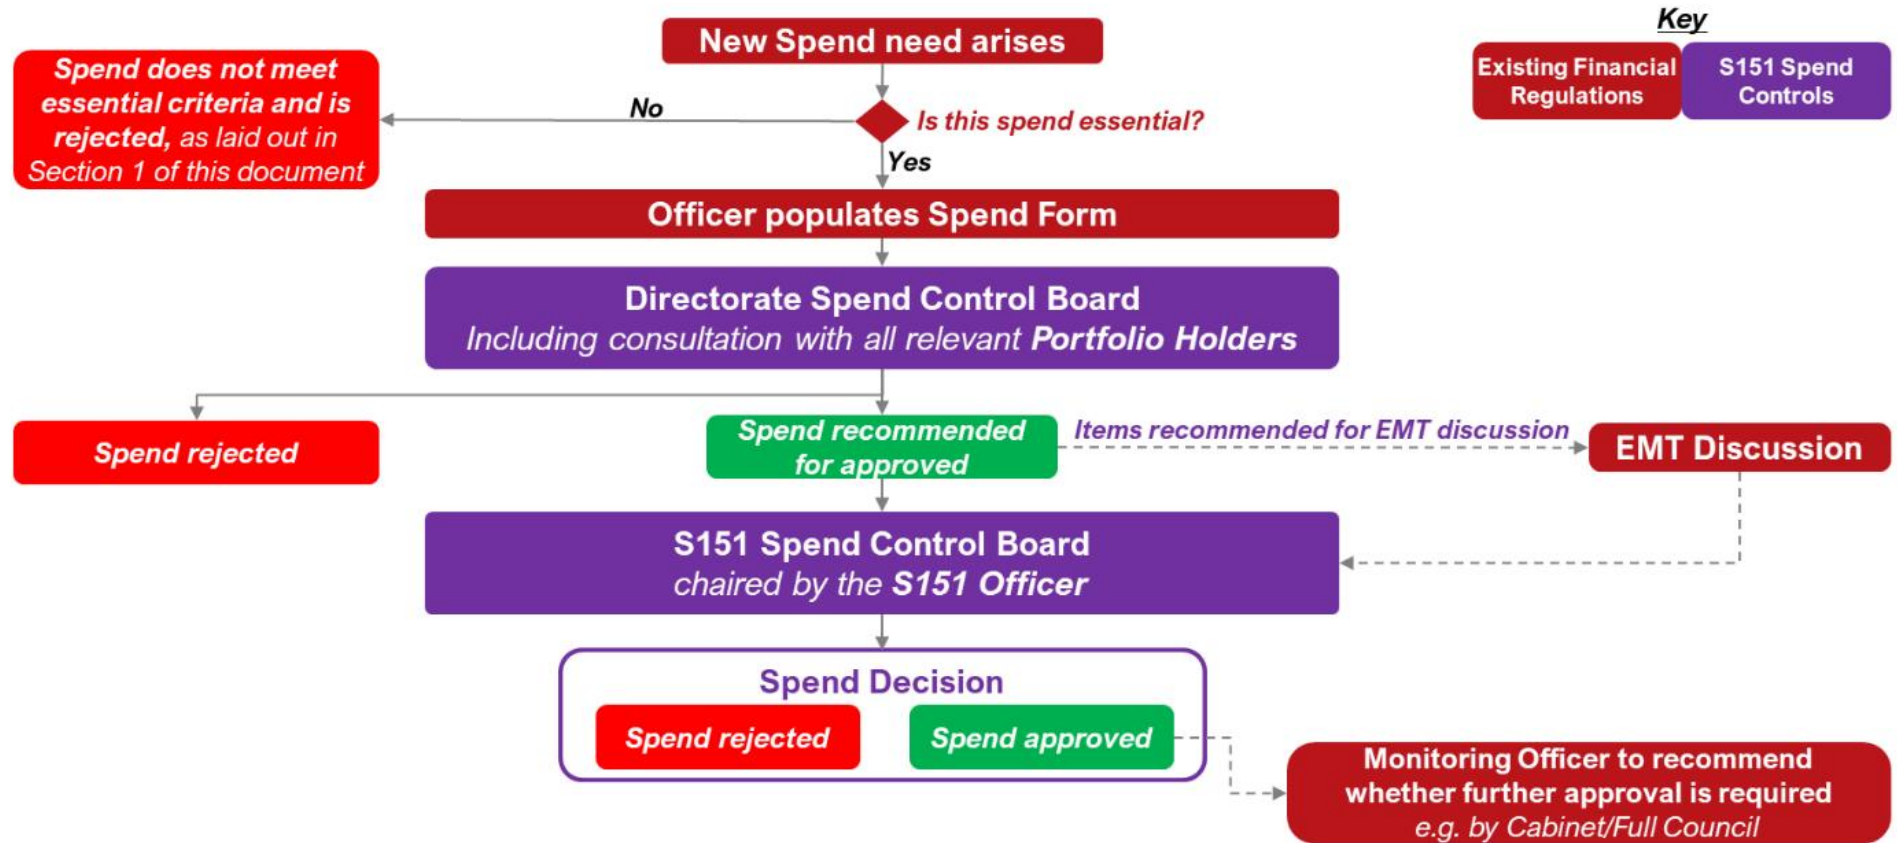 Key
New Spend need arises
Existing Financial
Regulations
S151 Spend
Controls
Spend does not meet
essential criteria and is
rejected, as laid out in
Section 1 of this document
No
Is this spend essential?
Yes
Officer populates Spend Form
Directorate Spend Control Board
Including consultation with all relevant Portfolio Holders
Spend rejected
Spend recommended
for approved
Items recommended for EMT discussion
EMT Discussion
S151 Spend Control Board
chaired by the S151 Officer
Spend Decision
Spend rejected
Spend approved
Monitoring Officer to recommend
whether further approval is required
e.g. by Cabinet/Full Council